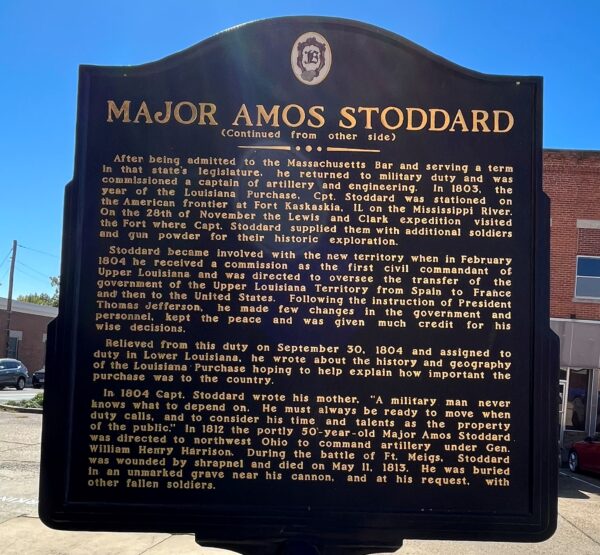 MAJOR AMOS STODDARD
(Continued from other side)
After being admitted to the Massachusetts Bar and serving a term
in that state's legislature, he returned to military duty and was
commissioned a captain of artillery and engineering. In 1803, the
year of the Louisiana Purchase, Cpt. Stoddard was stationed on
the American frontier at Fort Kaskaskia, IL on the Mississippi River.
On the 28th of November the Lewis and Clark expedition visited
the Fort where Capt. Stoddard supplied them with additional soldiers
and gun powder for their historic exploration.
Stoddard became involved with the new territory when in February
1804 he received a commission as the first civil commandant of
Upper Louisiana and was directed to oversee the transfer of the
government of the Upper Louisiana Territory from Spain to France
and then to the United States. Following the instruction of President
Thomas Jefferson, he made few changes in the government and
personnel, kept the peace and was given much credit for his
wise decisions.
Relieved from this duty on September 30, 1804 and assigned to
duty in Lower Louisiana, he wrote about the history and geography
of the Louisiana Purchase hoping to help explain how important the
purchase was to the country.
In 1804 Capt. Stoddard wrote his mother, "A military man never
knows what to depend on. He must always be ready to move when
duty calls, and to consider his time and talents as the property
of the public." In 1812 the portly 50-year-old Major Amos Stoddard
was directed to northwest Ohio to command artillery under Gen.
William Henry Harrison. During the battle of Ft. Meigs, Stoddard
was wounded by shrapnel and died on May 11, 1813. He was buried
in an unmarked grave near his cannon, and at his request, with
other fallen soldiers.